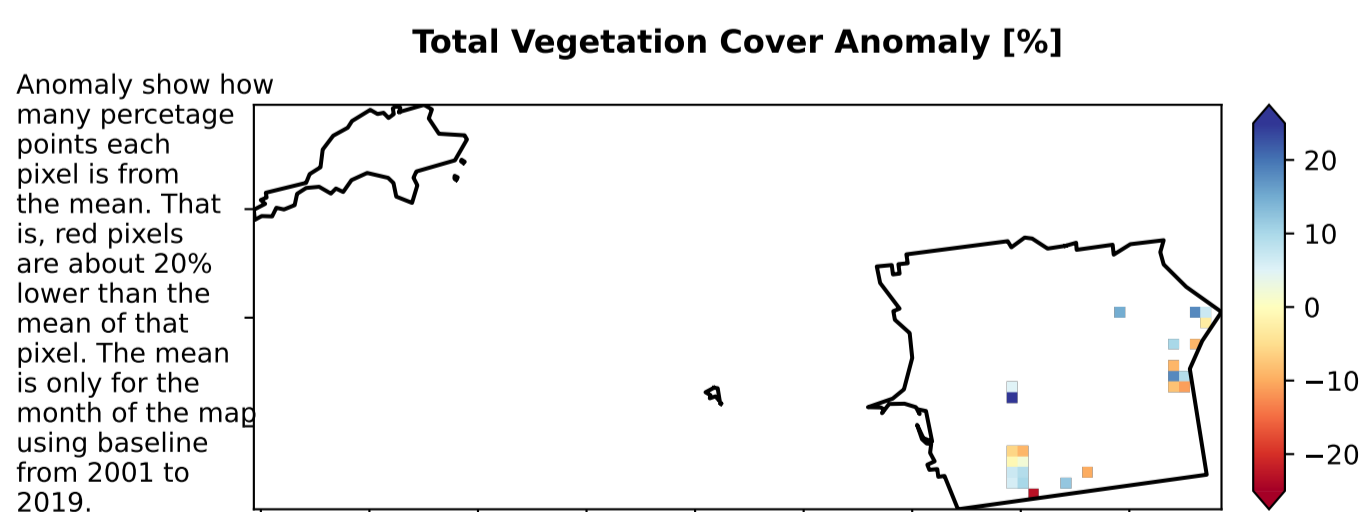 Total Vegetation Cover Anomaly [%]
Anomaly show how
many percetage
points each
pixel is from
the mean. That
is, red pixels
are about 20%
lower than the
mean of that
pixel. The mean
is only for the
month of the map
using baseline
from 2001 to
2019.
20
10
0
−10
−20